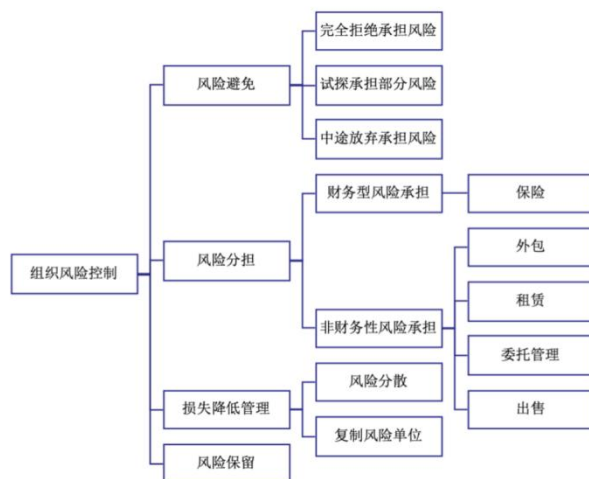 完全拒绝承担风险
风险避免
试探承担部分风险
中途放弃承担风险
财务型风险承担
保险
外包
组织风险控制
风险分担
租赁
非财务性风险承担
委托管理
风险分散
出售
损失降低管理
复制风险单位
风险保留